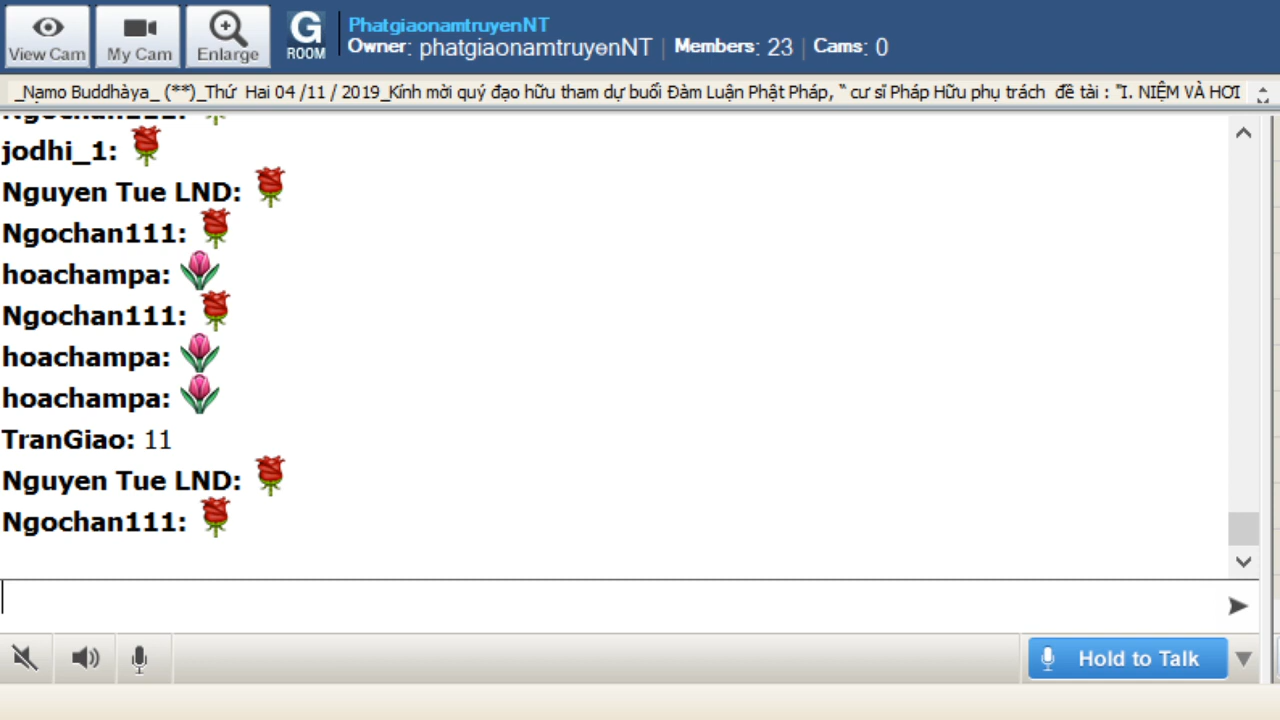 View Cam
My Cam
Enlarge
G
ROOM
PhatgiaonamtruyenNT
Owner: phatgiaonamtruyenNT | Members: 23 | Cams: 0
_Nạmo Buddhàya_ (**)_Thứ Hai 04 /11 / 2019_Kính mời quý đạo hữu tham dự buổi Đàm Luận Phật Pháp, “ cư sĩ Pháp Hữu phụ trách đề tài : "I. NIỆM VÀ HƠI
Ngochan111:
jodhi_1:
Nguyen Tue LND:
Ngochan111:
hoachampa:
Ngochan111:
hoachampa:
hoachampa:
TranGiao: 11
Nguyen Tue LND:
Ngochan111:
Hold to Talk